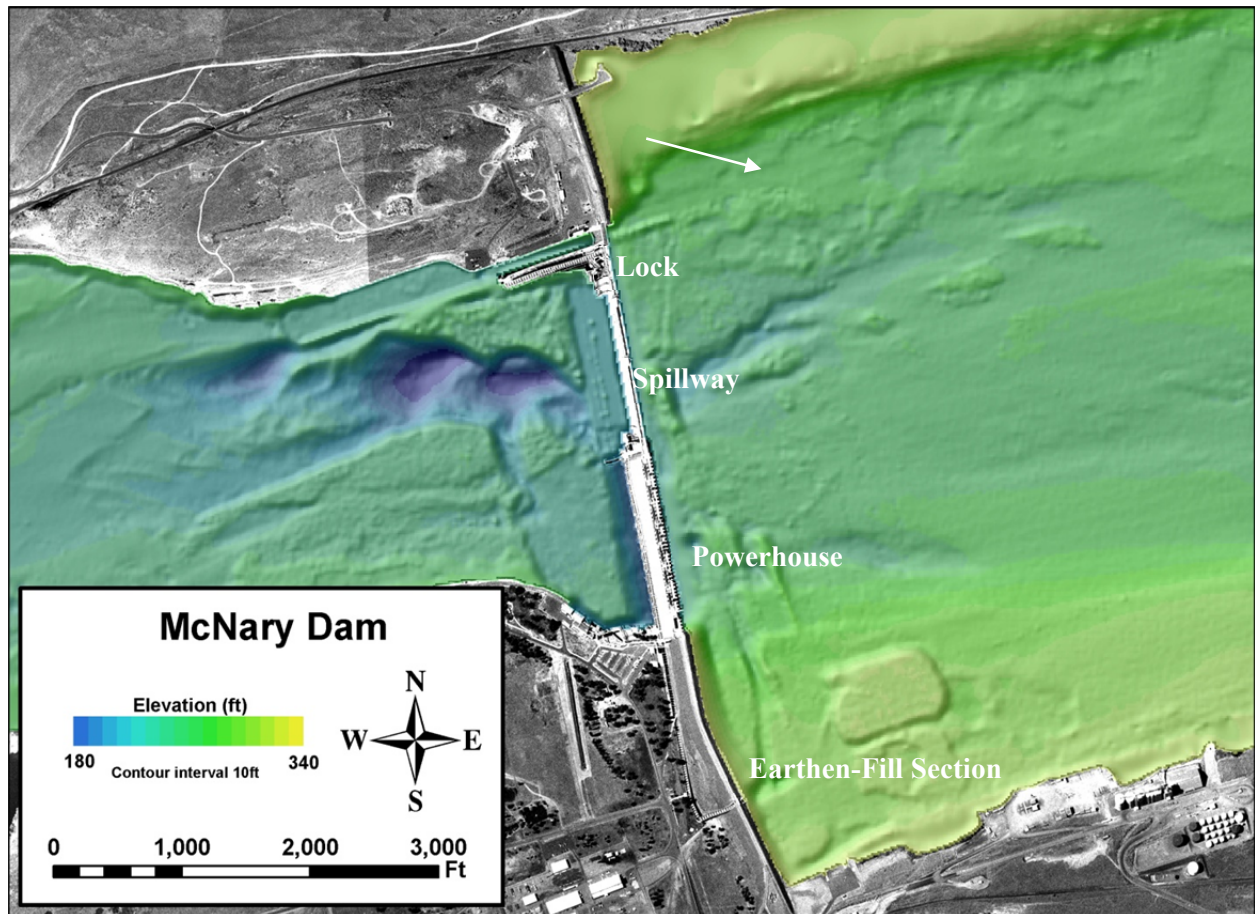 Lock
Spillway
Powerhouse
Earthen-Fill Section
McNary Dam
Elevation (ft)
180
340
Contour interval 10ft
N
W
E
S
0
1,000
2,000
3,000
Ft